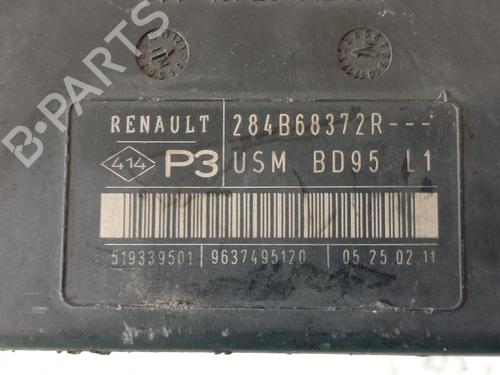 B-PARTS
RENAULT 284B68372R---
414 P3 USM BD95 L1
519339501 9637495120 05.25.02.11